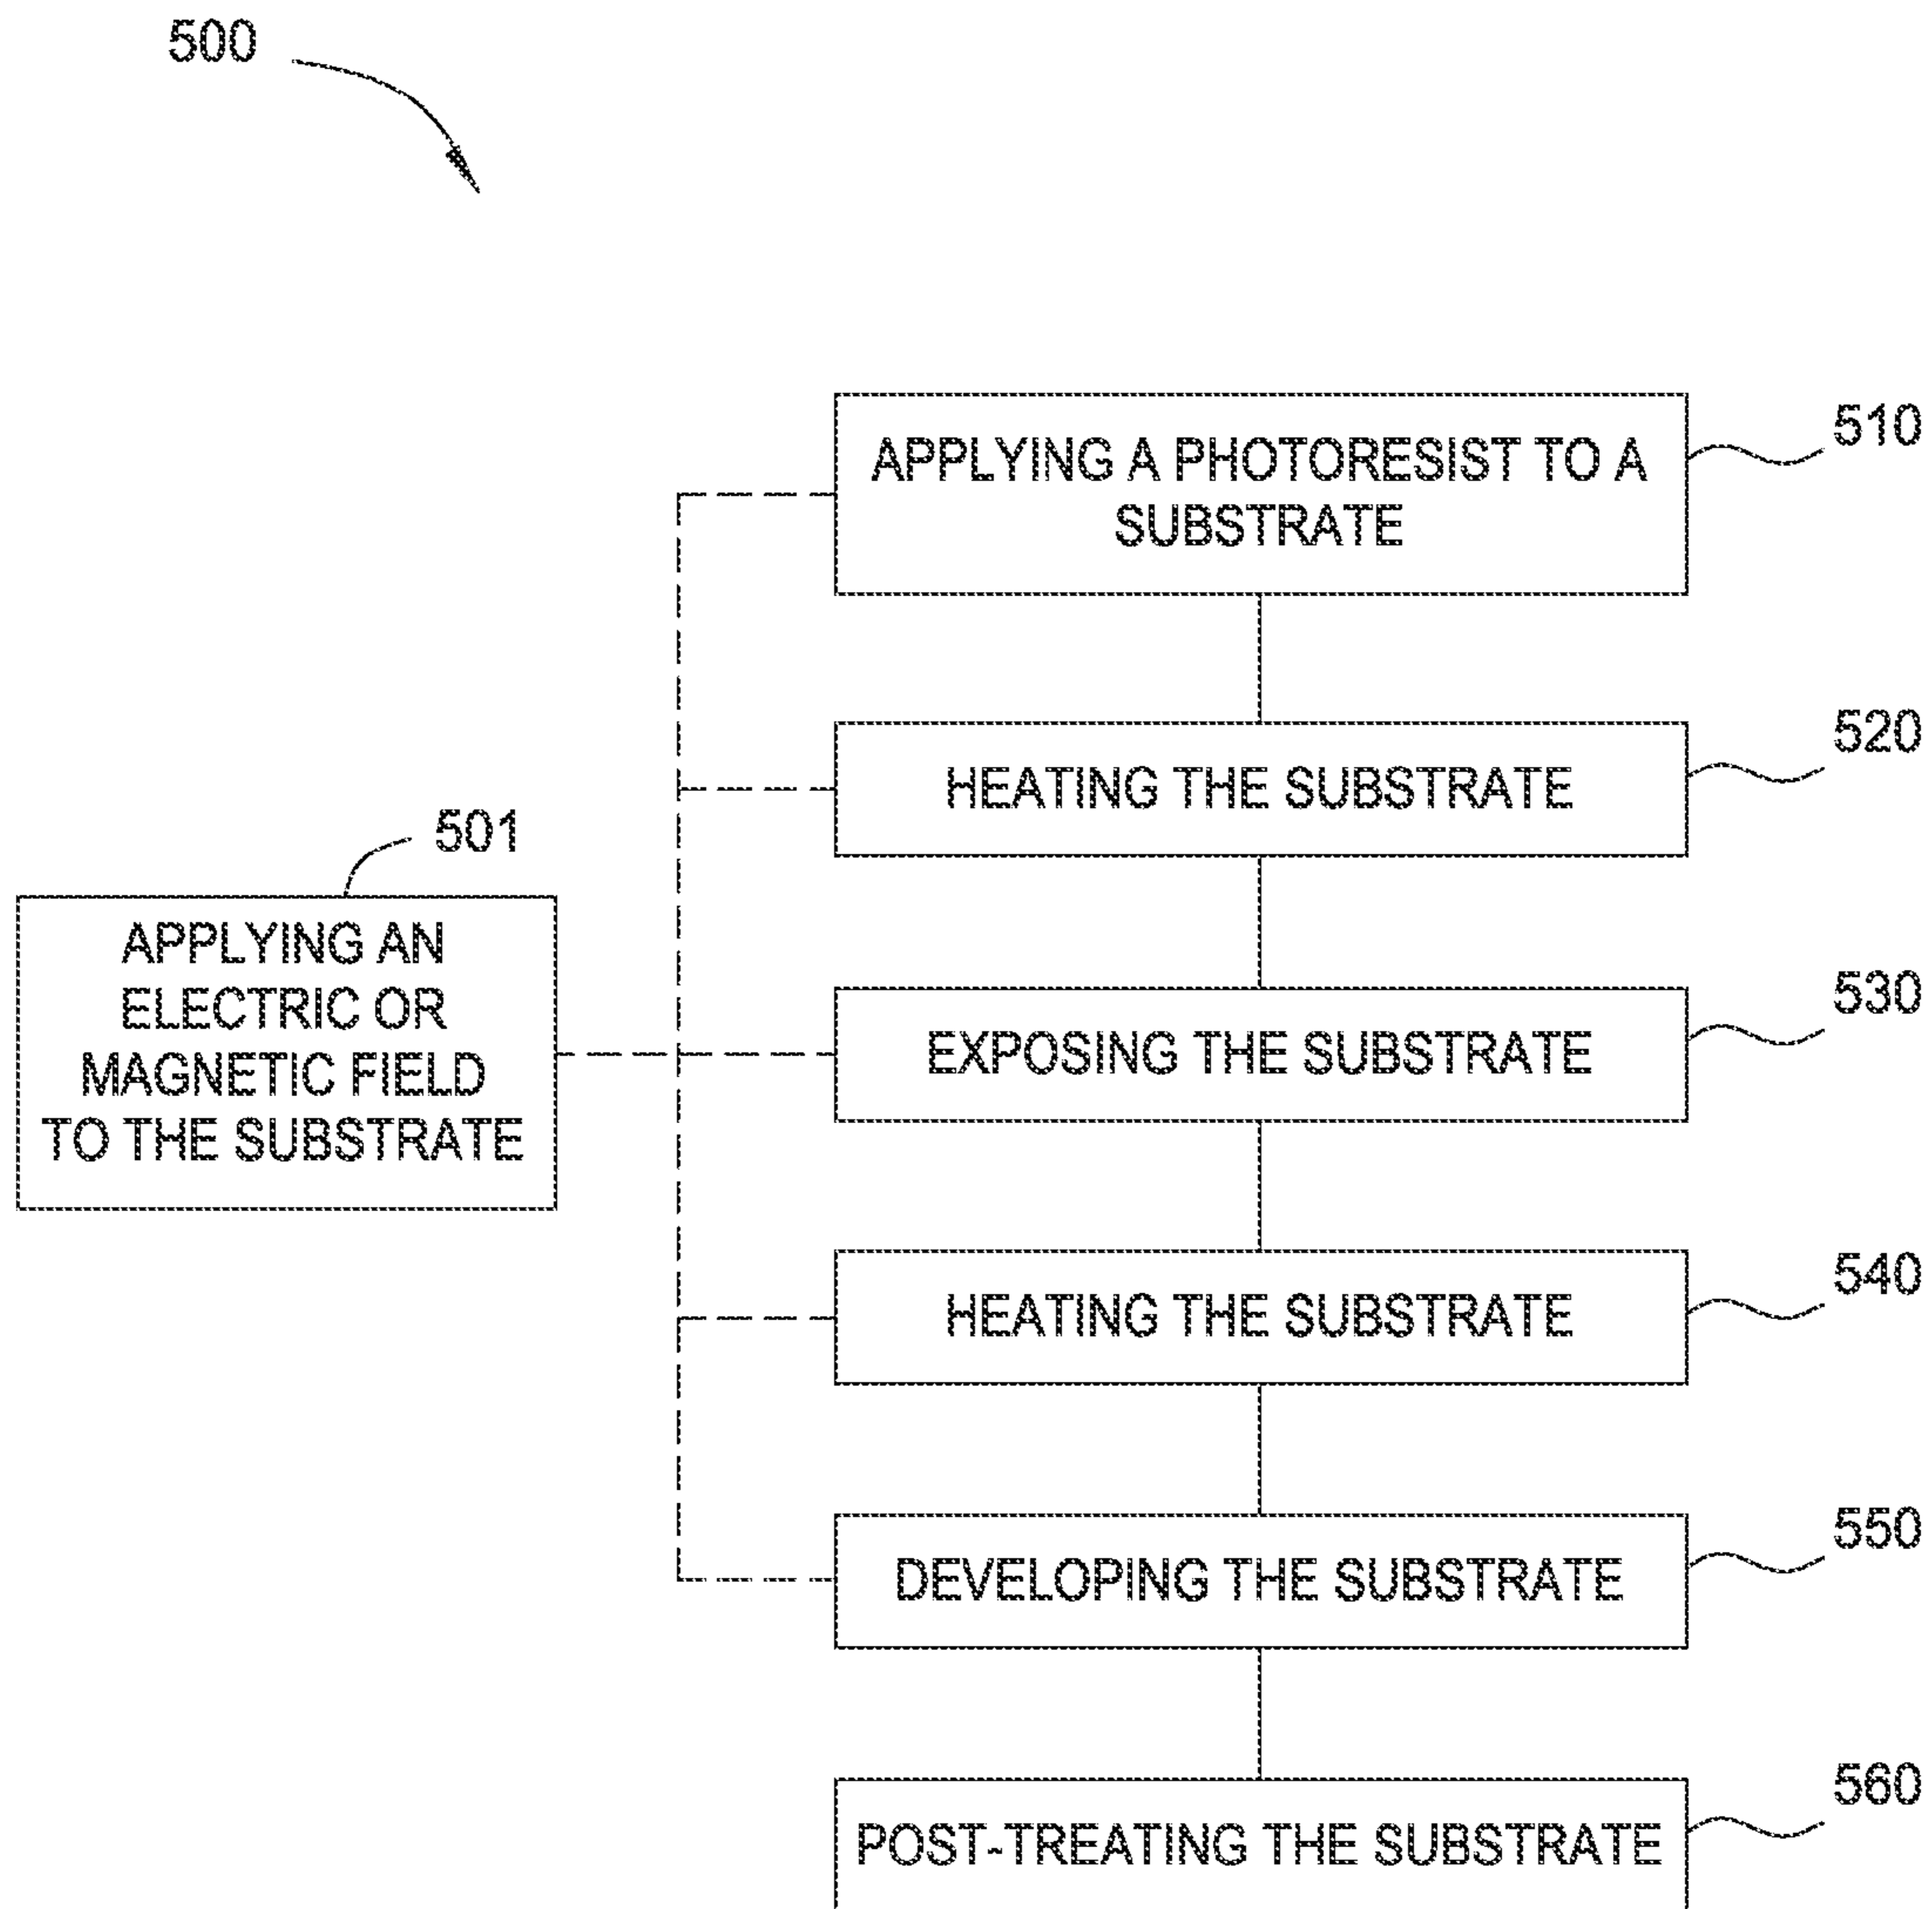 500
APPLYING A PHOTORESIST TO A
SUBSTRATE
510
HEATING THE SUBSTRATE
520
501
APPLYING AN
ELECTRIC OR
MAGNETIC FIELD
TO THE SUBSTRATE
EXPOSING THE SUBSTRATE
530
HEATING THE SUBSTRATE
540
DEVELOPING THE SUBSTRATE
550
POST-TREATING THE SUBSTRATE
560